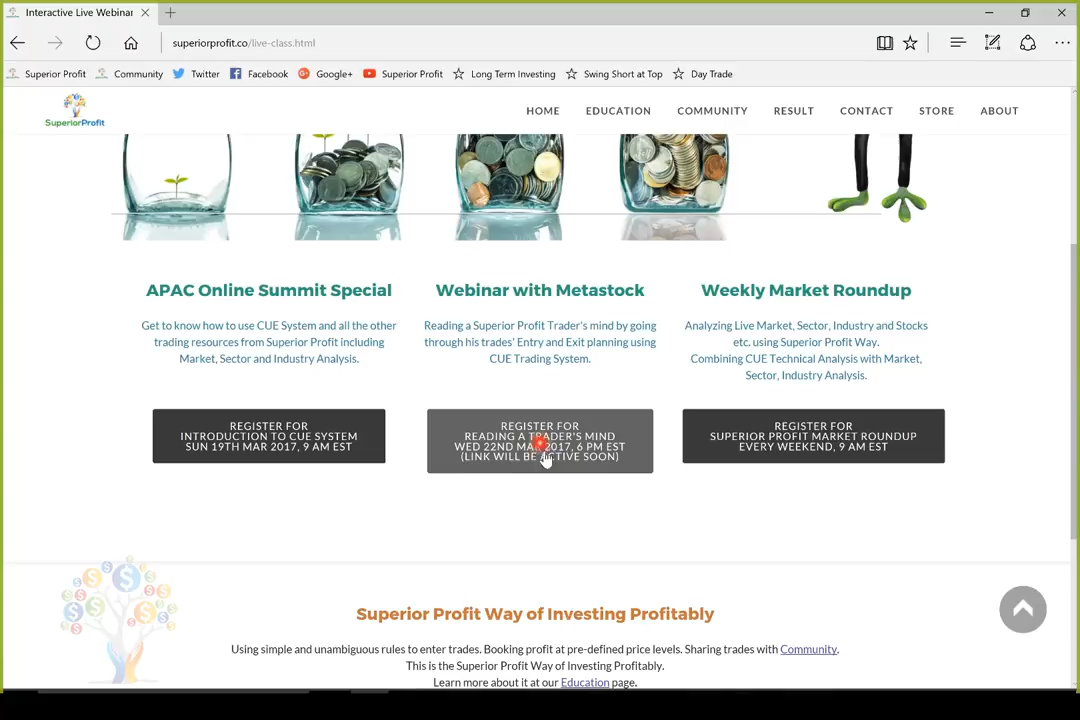 Interactive Live Webinar
superiorprofit.co/live-class.html
Superior Profit
Community
Twitter
Facebook
Google+
Superior Profit
Long Term Investing
Swing Short at Top
Day Trade
SuperiorProfit
HOME
EDUCATION
COMMUNITY
RESULT
CONTACT
STORE
ABOUT
APAC Online Summit Special
Get to know how to use CUE System and all the other
trading resources from Superior Profit including
Market, Sector and Industry Analysis.
REGISTER FOR
INTRODUCTION TO CUE SYSTEM
SUN 19TH MAR 2017, 9 AM EST
Webinar with Metastock
Reading a Superior Profit Trader's mind by going
through his trades' Entry and Exit planning using
CUE Trading System.
REGISTER FOR
READING A TRADER'S MIND
WED 22ND MAR 2017, 6 PM EST
(LINK WILL BE ACTIVE SOON)
Weekly Market Roundup
Analyzing Live Market, Sector, Industry and Stocks
etc. using Superior Profit Way.
Combining CUE Technical Analysis with Market,
Sector, Industry Analysis.
REGISTER FOR
SUPERIOR PROFIT MARKET ROUNDUP
EVERY WEEKEND, 9 AM EST
Superior Profit Way of Investing Profitably
Using simple and unambiguous rules to enter trades. Booking profit at pre-defined price levels. Sharing trades with Community.
This is the Superior Profit Way of Investing Profitably.
Learn more about it at our Education page.